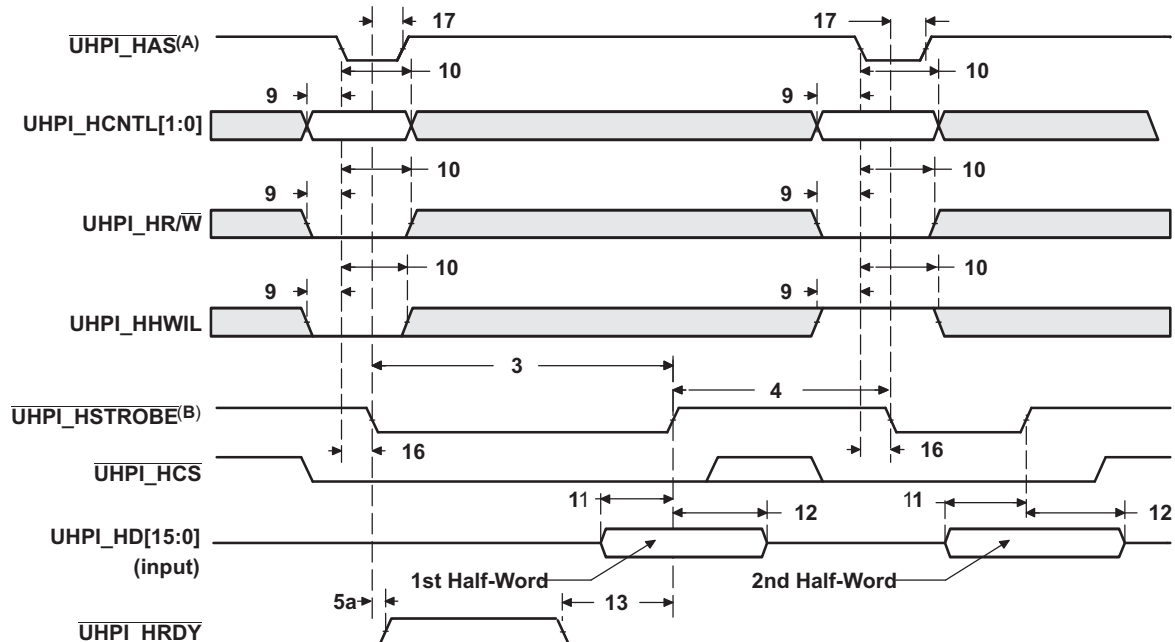 17 17
UHPI_HAS(A)
10 10
9 9
UHPI_HCNTL[1:0]
10 10
9 9
UHPI_HR/W
10 10
9 9
UHPI_HHWIL
3
4
UHPI_HSTROBE(B)
16 16
UHPI_HCS
11 11
12 12
UHPI_HD[15:0]
(input)
1st Half-Word 2nd Half-Word
5a 13
UHPI_HRDY